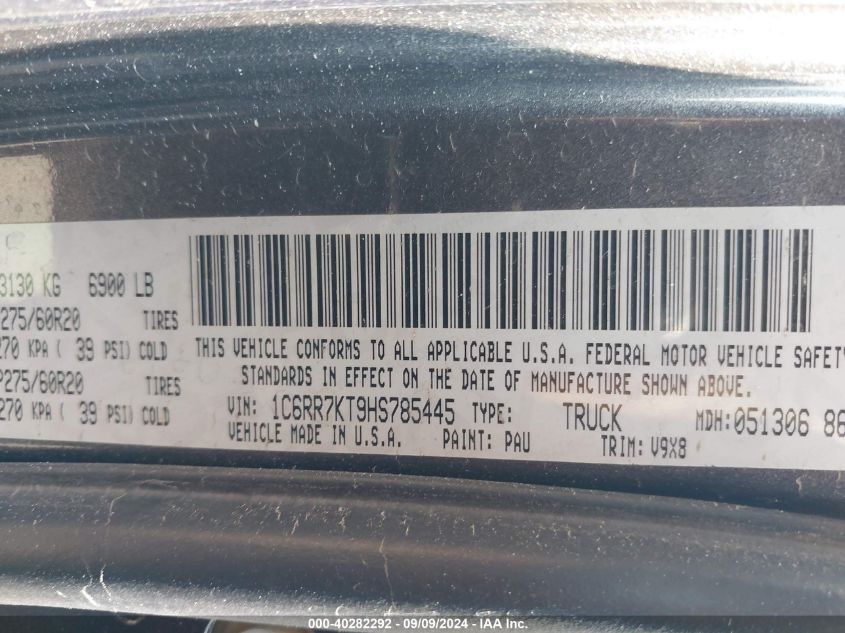 3130 KG 6900 LB
275/60R20 TIRES
270 KPA ( 39 PSI) COLD
P275/60R20 TIRES
270 KPA ( 39 PSI) COLD
THIS VEHICLE CONFORMS TO ALL APPLICABLE U.S.A. FEDERAL MOTOR VEHICLE SAFETY
STANDARDS IN EFFECT ON THE DATE OF MANUFACTURE SHOWN ABOVE.
VIN: 1C6RR7KT9HS785445 TYPE: TRUCK MDH: 051306 86
VEHICLE MADE IN U.S.A. PAINT: PAU TRIM: V9X8
000-40282292 - 09/09/2024 - IAA Inc.